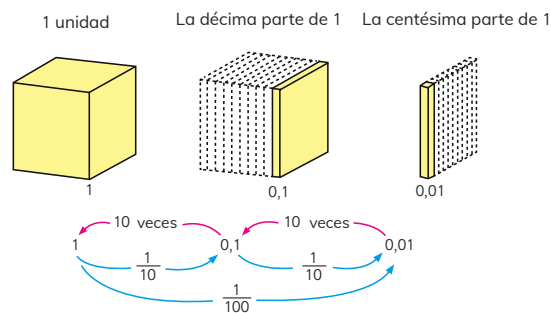 1 unidad
La décima parte de 1
La centésima parte de 1
1
0,1
0,01
10 veces
10 veces
1
0,1
0,01
1/10
1/10
1/100